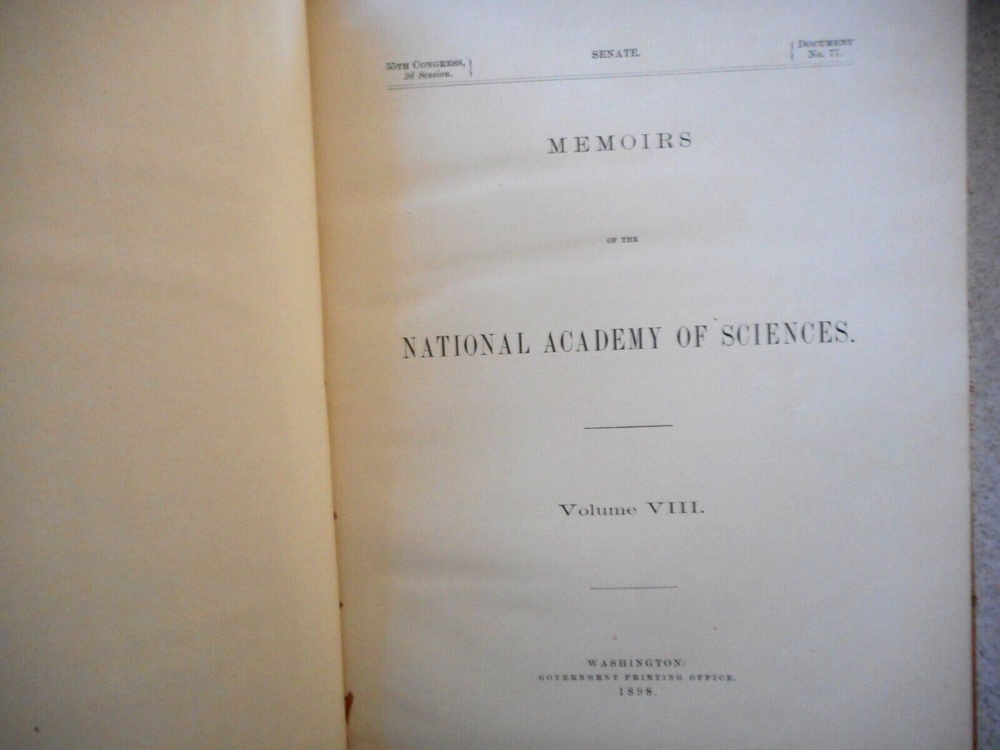 55TH CONGRESS, }
2d Session.
SENATE.
{ DOCUMENT
No. 77.
MEMOIRS
OF THE
NATIONAL ACADEMY OF SCIENCES.
Volume VIII.
WASHINGTON:
GOVERNMENT PRINTING OFFICE.
1898.